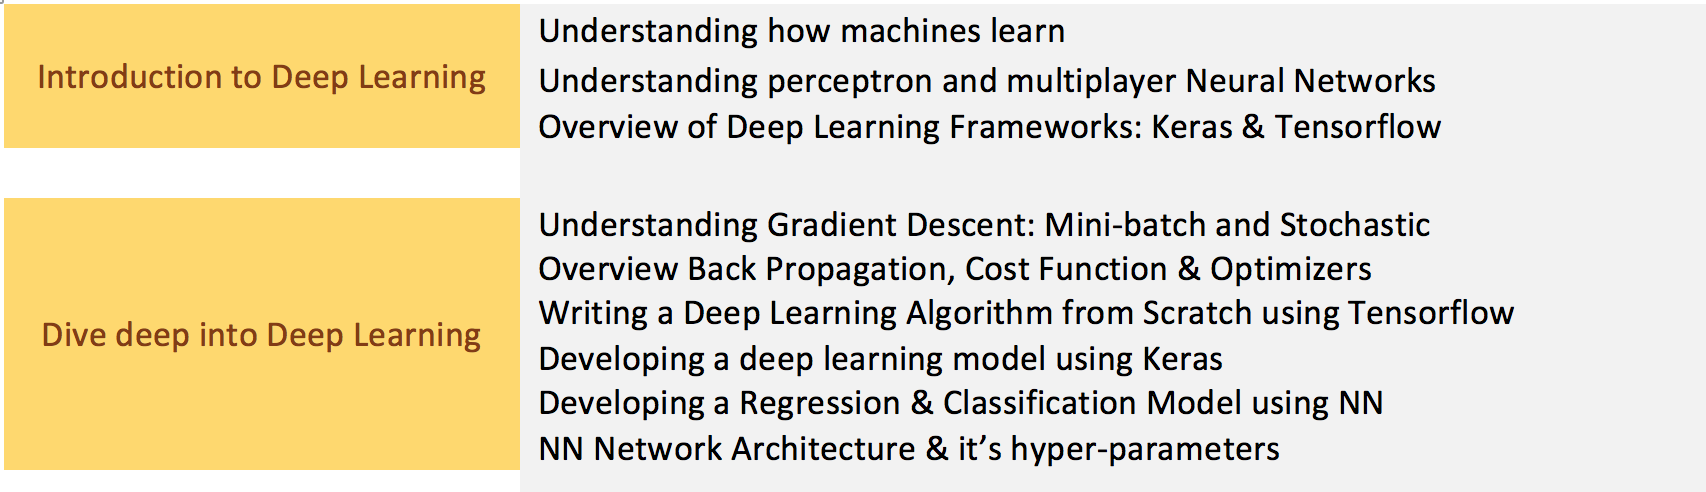 Introduction to Deep Learning
Understanding how machines learn
Understanding perceptron and multiplayer Neural Networks
Overview of Deep Learning Frameworks: Keras & Tensorflow
Dive deep into Deep Learning
Understanding Gradient Descent: Mini-batch and Stochastic
Overview Back Propagation, Cost Function & Optimizers
Writing a Deep Learning Algorithm from Scratch using Tensorflow
Developing a deep learning model using Keras
Developing a Regression & Classification Model using NN
NN Network Architecture & it’s hyper-parameters